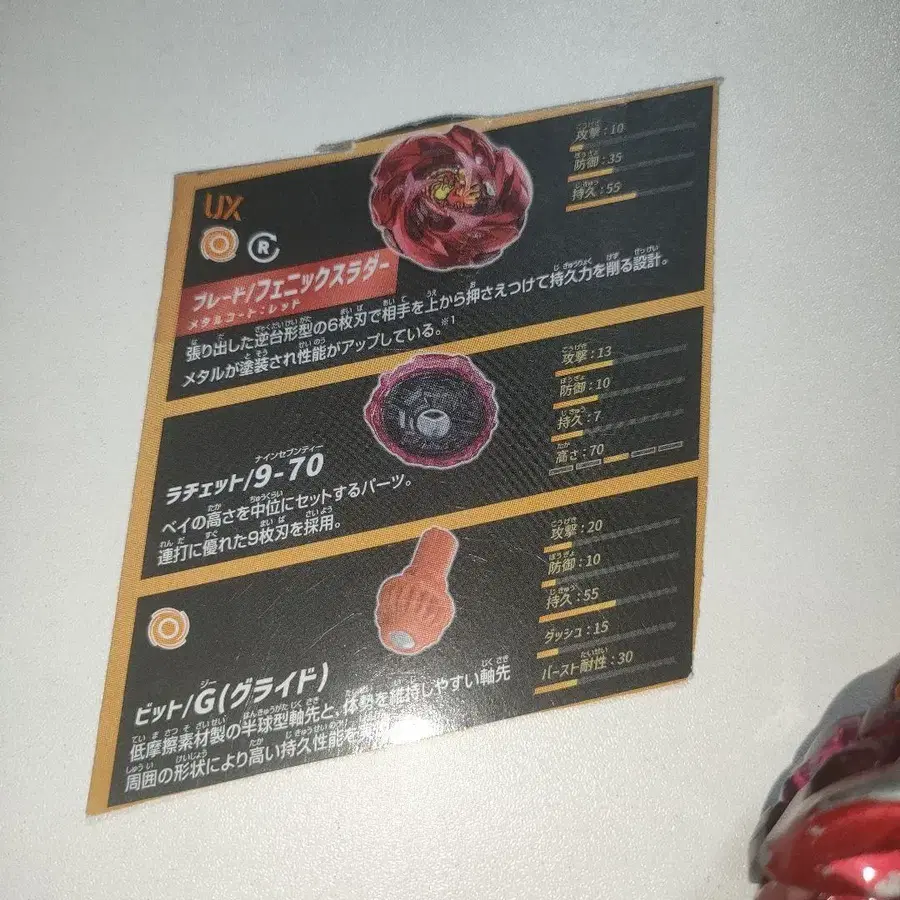 UX
R
ブレード/フェニックスラダー
メタルコート:レッド
攻撃:10
防御:35
持久:55
張り出した逆台形型の6枚刃で相手を上から押さえつけて持久力を削る設計。
メタルが塗装され性能がアップしている。※1
ナインセブンティー
ラチェット/9-70
攻撃:13
防御:10
持久:7
高さ:70
ベイの高さを中位にセットするパーツ。
連打に優れた9枚刃を採用。
ジー
ビット/G(グライド)
攻撃:20
防御:10
持久:55
ダッシュ:15
バースト耐性:30
低摩擦素材製の半球型軸先と、体勢を維持しやすい軸先
周囲の形状により高い持久性能を